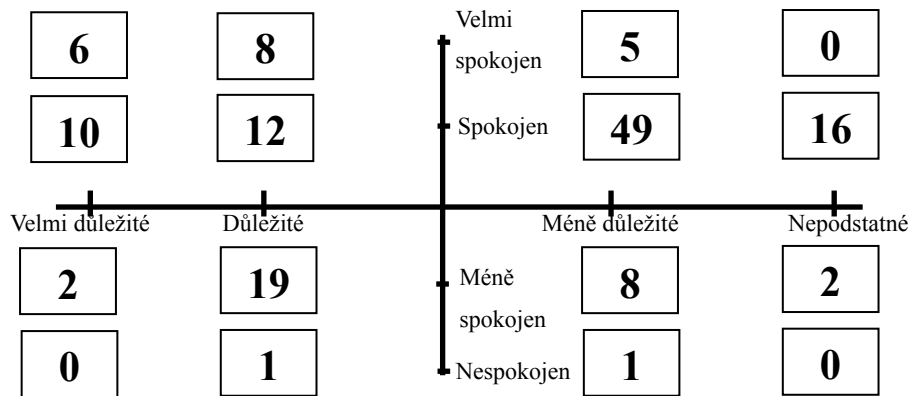 Velmi
6 8 spokojen 5 0
10 12 Spokojen 49 16
Velmi důležité Důležité Méně důležité Nepodstatné
2 19 Méně 8 2
spokojen
0 1 Nespokojen 1 0